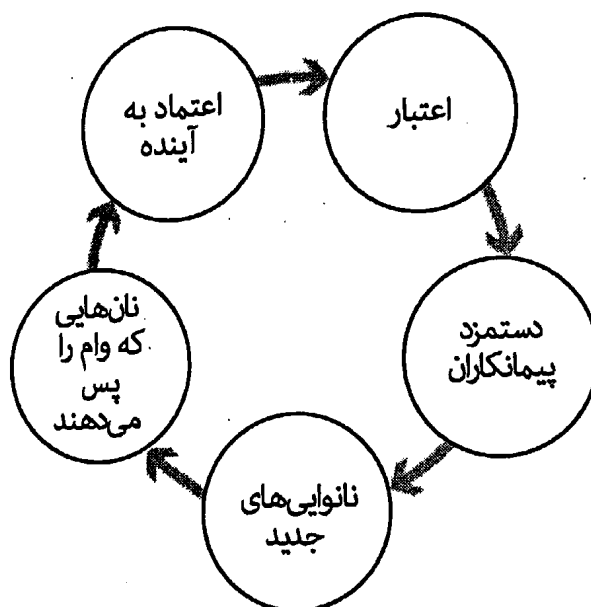 اعتماد به
آینده
اعتبار
دستمزد
پیمانکاران
نانوایی‌های
جدید
نان‌هایی
که وام را
پس
می‌دهند